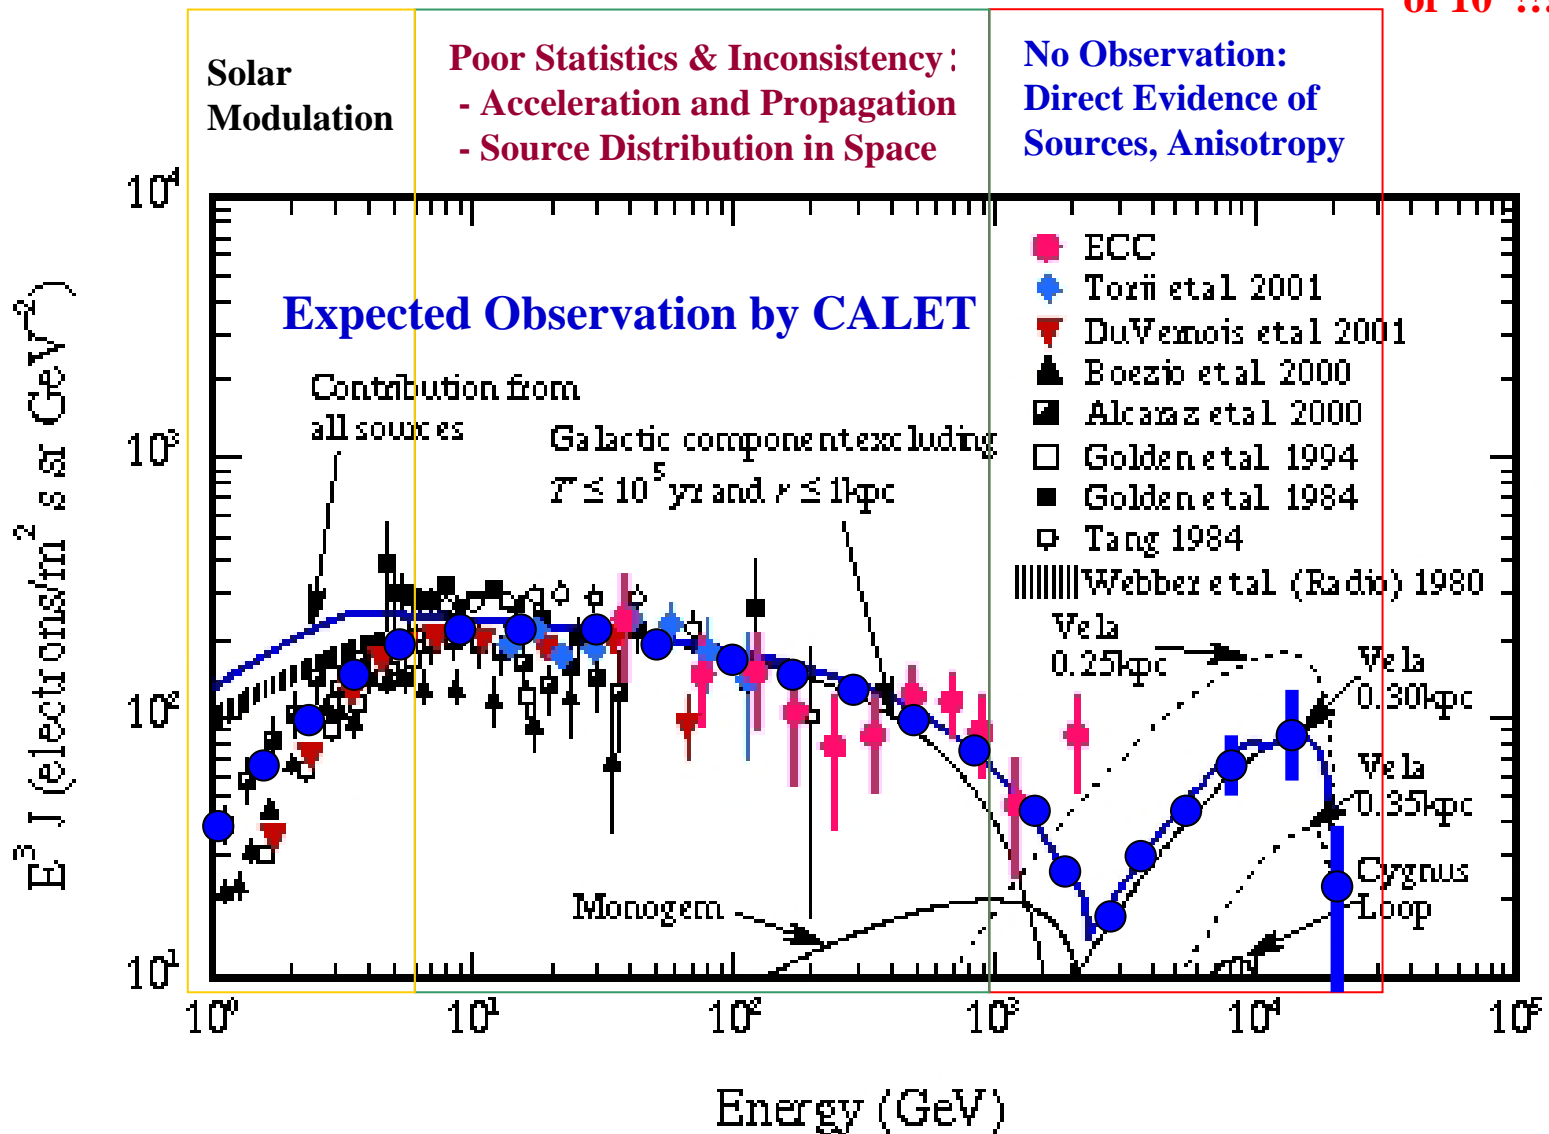 of 10 !!!
Solar
Modulation
Poor Statistics & Inconsistency:
- Acceleration and Propagation
- Source Distribution in Space
No Observation:
Direct Evidence of
Sources, Anisotropy
10⁴
10³
10²
10¹
E³ J (electrons/m² s sr GeV⁻²)
Expected Observation by CALET
Contribution from
all sources
Galactic component excluding
T ≤ 10⁵ yr and r ≤ 1kpc
ECC
Torii et al 2001
DuVernois et al 2001
Boezio et al 2000
Alcaraz et al 2000
Golden et al 1994
Golden et al 1984
Tang 1984
Webber et al (Radio) 1980
Vela
0.25kpc
Vela
0.30kpc
Vela
0.35kpc
Cygnus
Loop
Monogem
10⁰
10¹
10²
10³
10⁴
10⁵
Energy (GeV)